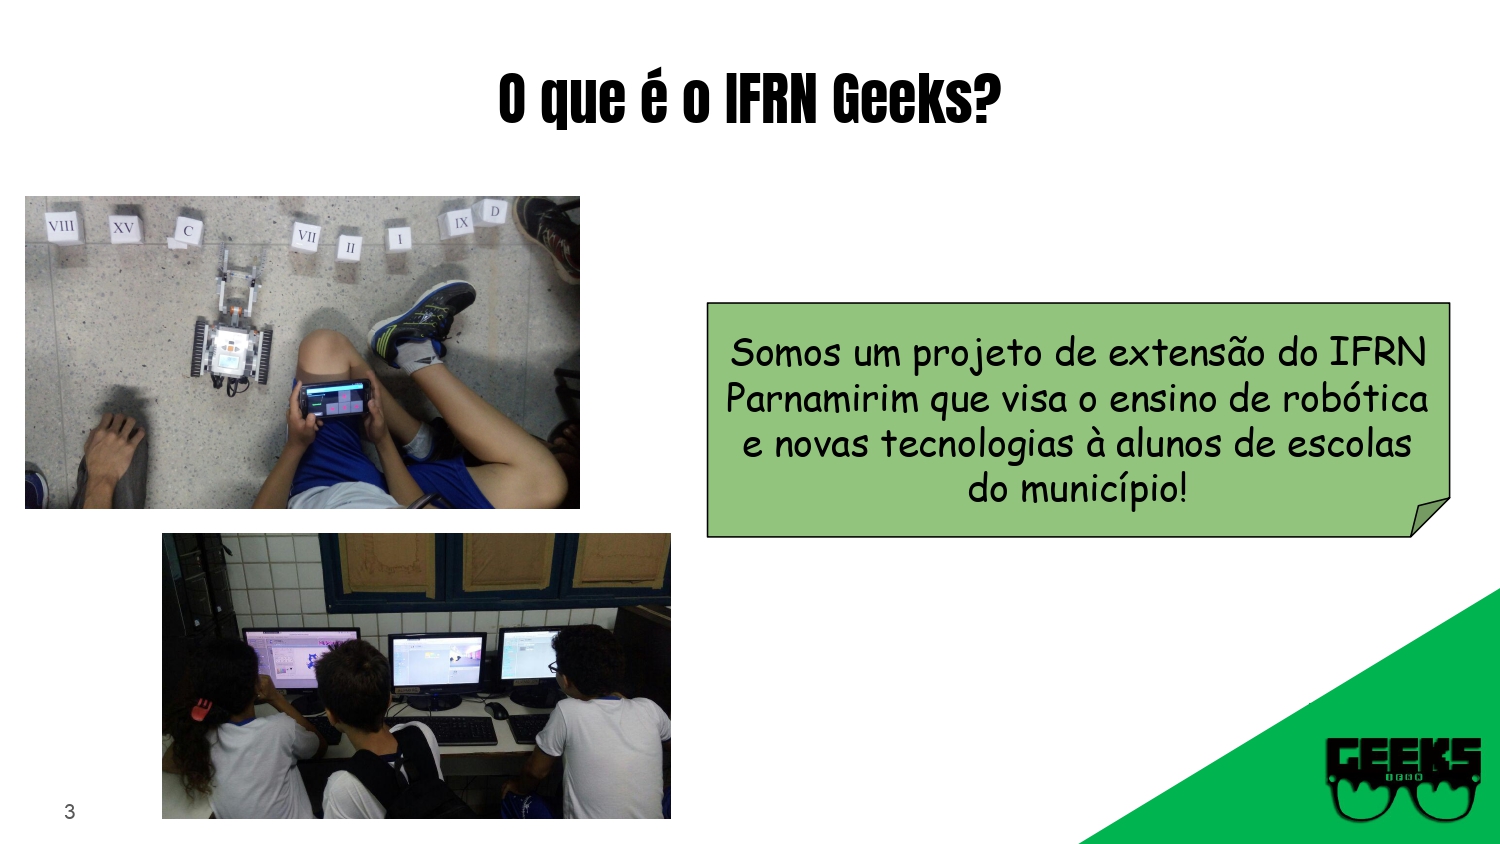 O que é o IFRN Geeks?
VIII
XV
C
VII
II
I
IX
D
Somos um projeto de extensão do IFRN
Parnamirim que visa o ensino de robótica
e novas tecnologias à alunos de escolas
do município!
GEEKS
IFRN
3